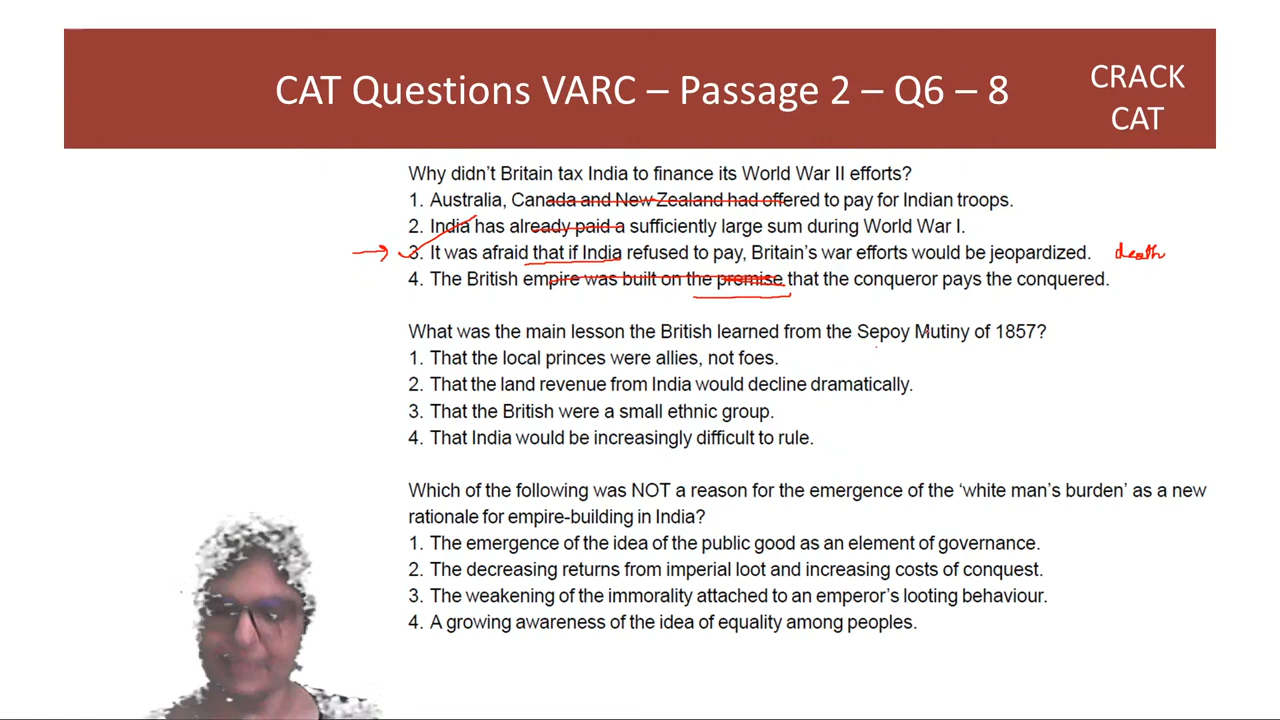 CAT Questions VARC – Passage 2 – Q6 – 8
CRACK
CAT
Why didn't Britain tax India to finance its World War II efforts?
1. Australia, Canada and New Zealand had offered to pay for Indian troops.
2. India has already paid a sufficiently large sum during World War I.
3. It was afraid that if India refused to pay, Britain's war efforts would be jeopardized. death
4. The British empire was built on the premise that the conqueror pays the conquered.
What was the main lesson the British learned from the Sepoy Mutiny of 1857?
1. That the local princes were allies, not foes.
2. That the land revenue from India would decline dramatically.
3. That the British were a small ethnic group.
4. That India would be increasingly difficult to rule.
Which of the following was NOT a reason for the emergence of the 'white man's burden' as a new
rationale for empire-building in India?
1. The emergence of the idea of the public good as an element of governance.
2. The decreasing returns from imperial loot and increasing costs of conquest.
3. The weakening of the immorality attached to an emperor's looting behaviour.
4. A growing awareness of the idea of equality among peoples.